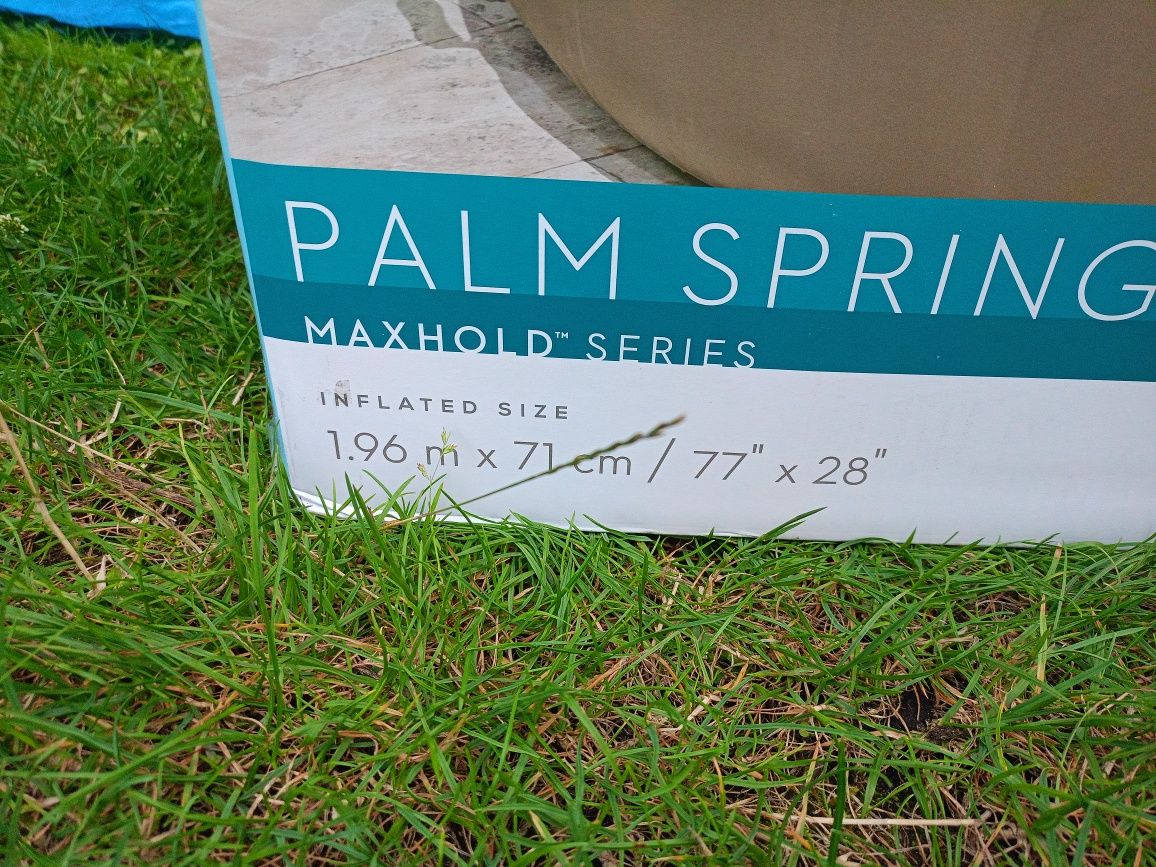 PALM SPRING
MAXHOLD™ SERIES
INFLATED SIZE
1.96 m x 71 cm / 77" x 28"